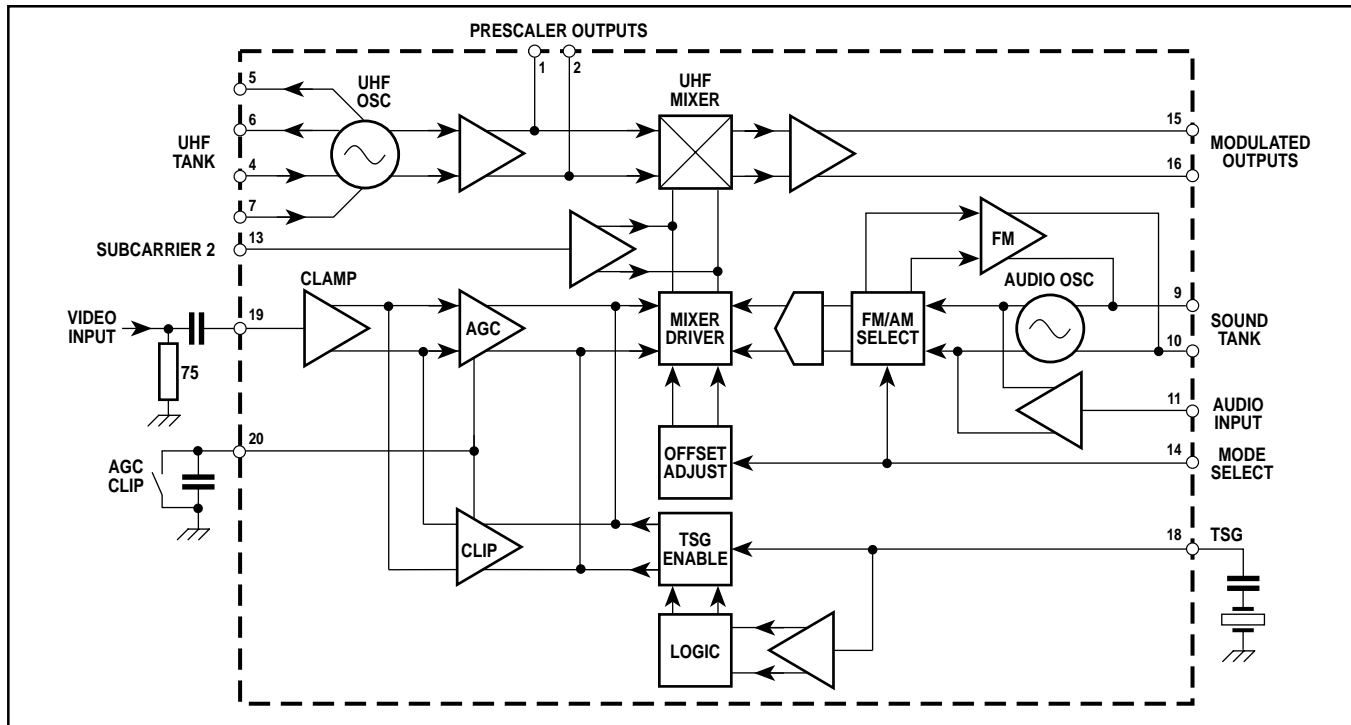 PRESCALER OUTPUTS
1
2
5
6
4
7
UHF
TANK
UHF
OSC
UHF
MIXER
15
16
MODULATED
OUTPUTS
SUBCARRIER 2
13
FM
CLAMP
AUDIO OSC
VIDEO
INPUT
19
75
AGC
MIXER
DRIVER
FM/AM
SELECT
9
10
SOUND
TANK
11
AUDIO
INPUT
20
AGC
CLIP
OFFSET
ADJUST
14
MODE
SELECT
CLIP
TSG
ENABLE
18
TSG
LOGIC